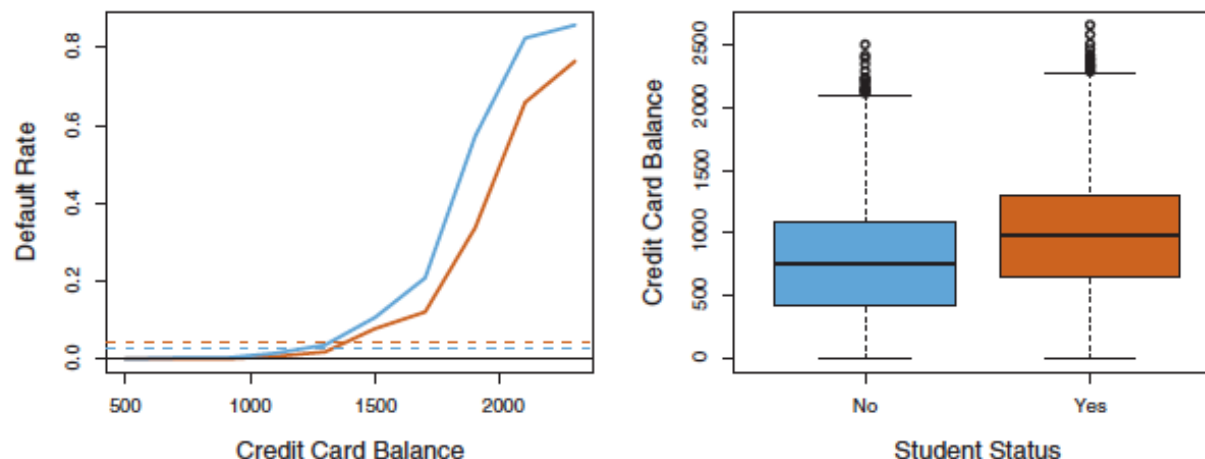 Default Rate
0.0 0.2 0.4 0.6 0.8
500 1000 1500 2000
Credit Card Balance
Credit Card Balance
0 500 1000 1500 2000 2500
No Yes
Student Status